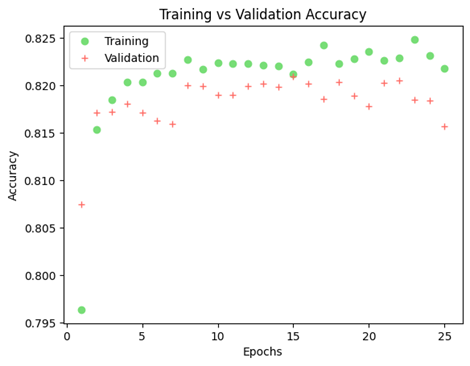 Training vs Validation Accuracy
Training
Validation
0.825
0.820
0.815
0.810
0.805
0.800
0.795
Accuracy
0 5 10 15 20 25
Epochs